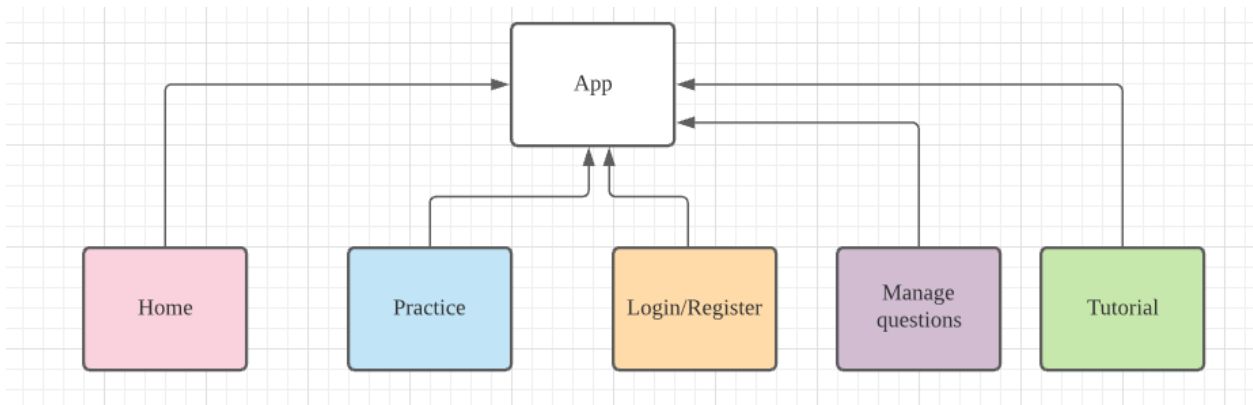 App
Home
Practice
Login/Register
Manage
questions
Tutorial